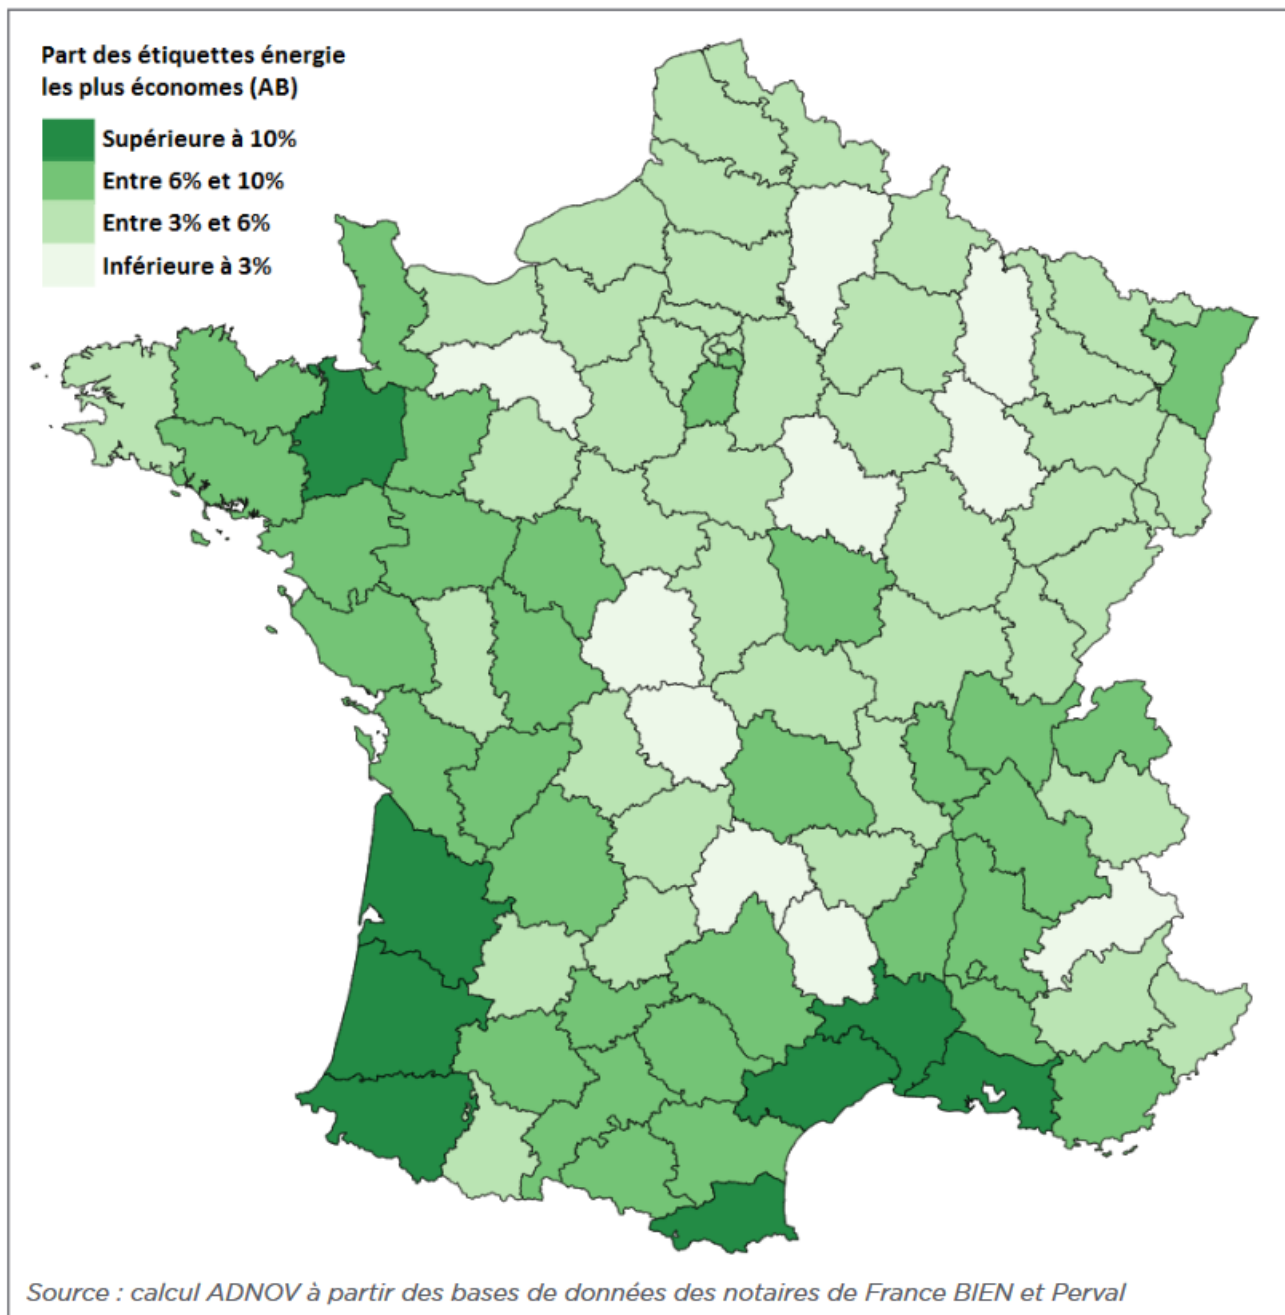 Part des étiquettes énergie
les plus économes (AB)
Supérieure à 10%
Entre 6% et 10%
Entre 3% et 6%
Inférieure à 3%
Source : calcul ADNOV à partir des bases de données des notaires de France BIEN et Perval